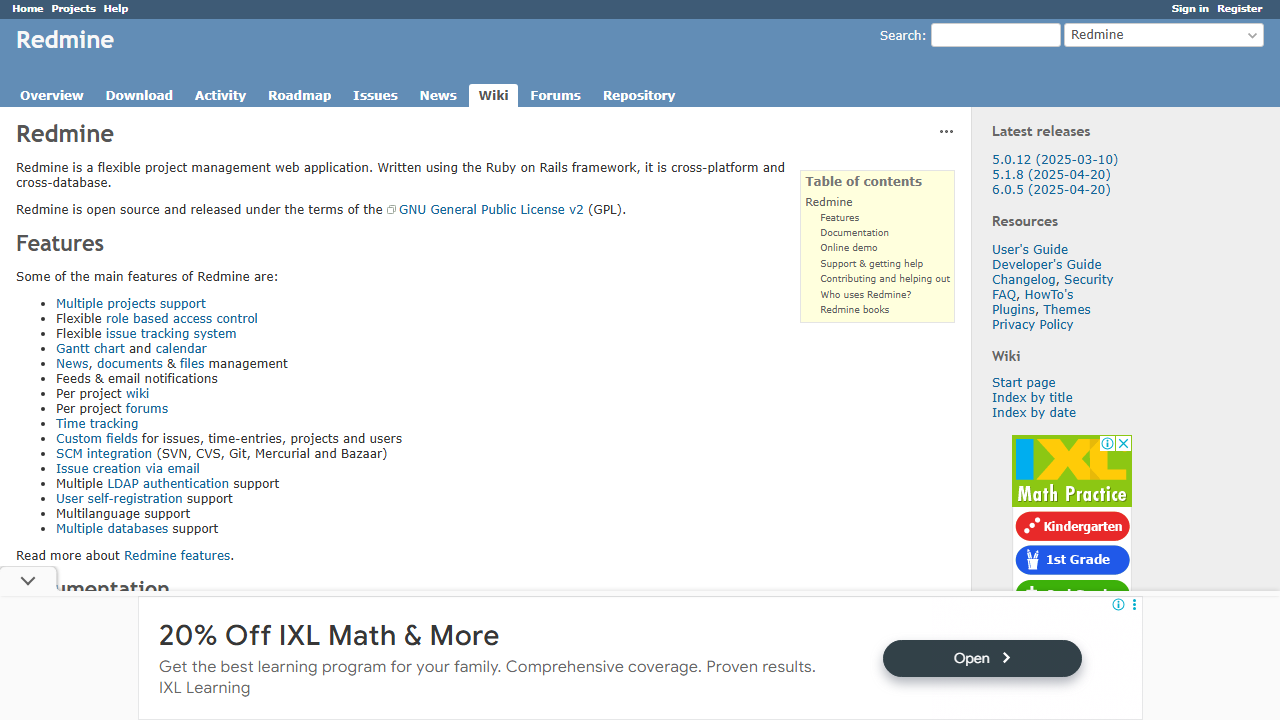 Home Projects Help Sign in Register
Redmine
Search: Redmine
Overview Download Activity Roadmap Issues News Wiki Forums Repository
Redmine
Redmine is a flexible project management web application. Written using the Ruby on Rails framework, it is cross-platform and
cross-database.
Redmine is open source and released under the terms of the GNU General Public License v2 (GPL).
Table of contents
Redmine
Features
Documentation
Online demo
Support & getting help
Contributing and helping out
Who uses Redmine?
Redmine books
Features
Some of the main features of Redmine are:
Multiple projects support
Flexible role based access control
Flexible issue tracking system
Gantt chart and calendar
News, documents & files management
Feeds & email notifications
Per project wiki
Per project forums
Time tracking
Custom fields for issues, time-entries, projects and users
SCM integration (SVN, CVS, Git, Mercurial and Bazaar)
Issue creation via email
Multiple LDAP authentication support
User self-registration support
Multilanguage support
Multiple databases support
Read more about Redmine features.
Latest releases
5.0.12 (2025-03-10)
5.1.8 (2025-04-20)
6.0.5 (2025-04-20)
Resources
User's Guide
Developer's Guide
Changelog, Security
FAQ, HowTo's
Plugins, Themes
Privacy Policy
Wiki
Start page
Index by title
Index by date
IXL
Math Practice
Kindergarten
1st Grade
20% Off IXL Math & More
Get the best learning program for your family. Comprehensive coverage. Proven results.
IXL Learning
Open